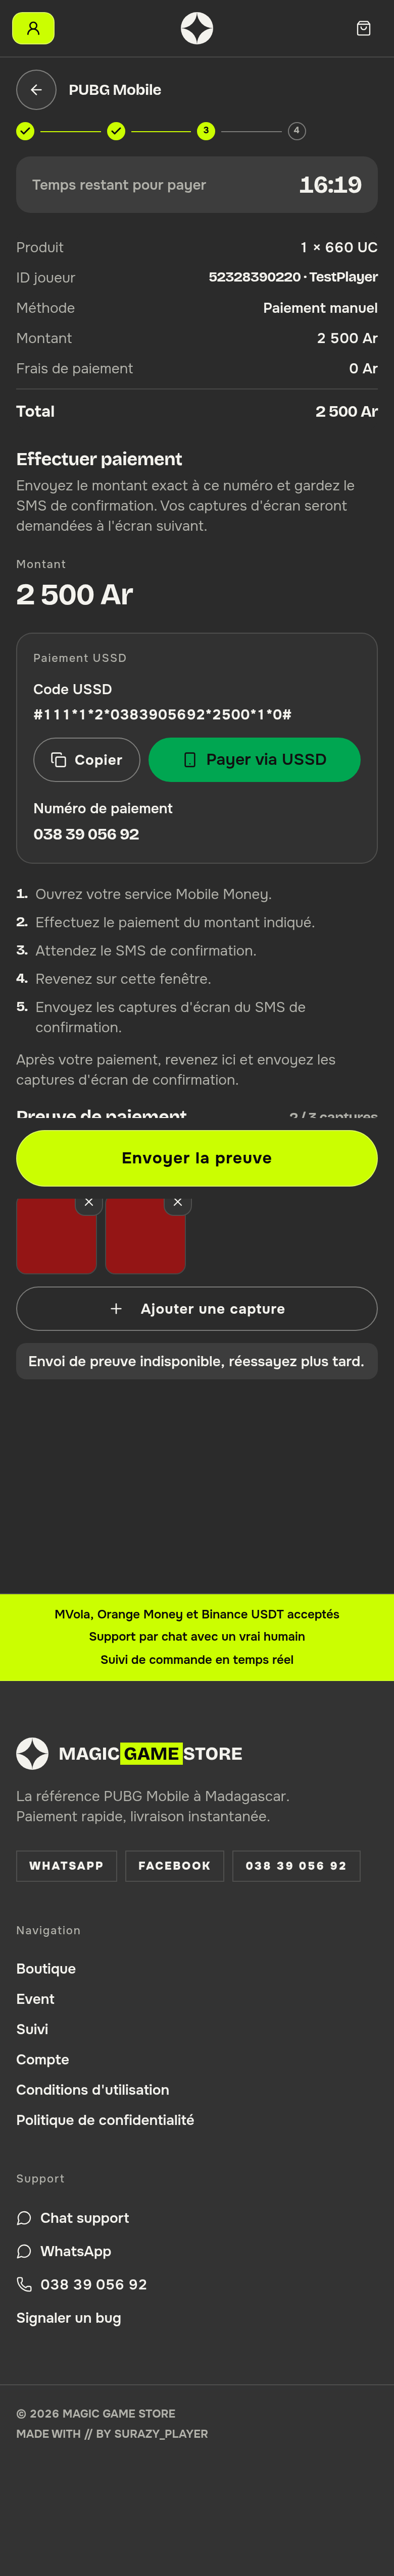 PUBG Mobile
3
4
Temps restant pour payer 16:19
Produit 1 × 660 UC
ID joueur 52328390220 · TestPlayer
Méthode Paiement manuel
Montant 2 500 Ar
Frais de paiement 0 Ar
Total 2 500 Ar
Effectuer paiement
Envoyez le montant exact à ce numéro et gardez le
SMS de confirmation. Vos captures d'écran seront
demandées à l'écran suivant.
Montant
2 500 Ar
Paiement USSD
Code USSD
#111*1*2*0383905692*2500*1*0#
Copier
Payer via USSD
Numéro de paiement
038 39 056 92
1. Ouvrez votre service Mobile Money.
2. Effectuez le paiement du montant indiqué.
3. Attendez le SMS de confirmation.
4. Revenez sur cette fenêtre.
5. Envoyez les captures d'écran du SMS de
confirmation.
Après votre paiement, revenez ici et envoyez les
captures d'écran de confirmation.
Preuve de paiement 2 / 3 captures
Envoyer la preuve
Ajouter une capture
Envoi de preuve indisponible, réessayez plus tard.
MVola, Orange Money et Binance USDT acceptés
Support par chat avec un vrai humain
Suivi de commande en temps réel
MAGIC GAME STORE
La référence PUBG Mobile à Madagascar.
Paiement rapide, livraison instantanée.
WHATSAPP
FACEBOOK
038 39 056 92
Navigation
Boutique
Event
Suivi
Compte
Conditions d'utilisation
Politique de confidentialité
Support
Chat support
WhatsApp
038 39 056 92
Signaler un bug
© 2026 MAGIC GAME STORE
MADE WITH // BY SURAZY_PLAYER